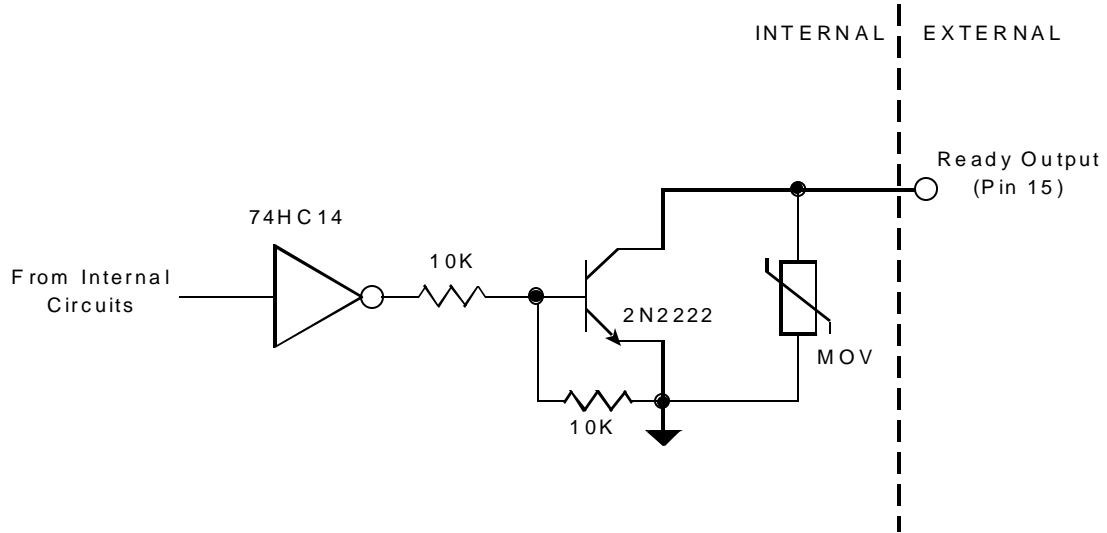 INTERNAL
EXTERNAL
Ready Output
(Pin 15)
74HC14
10K
From Internal
Circuits
2N2222
MOV
10K